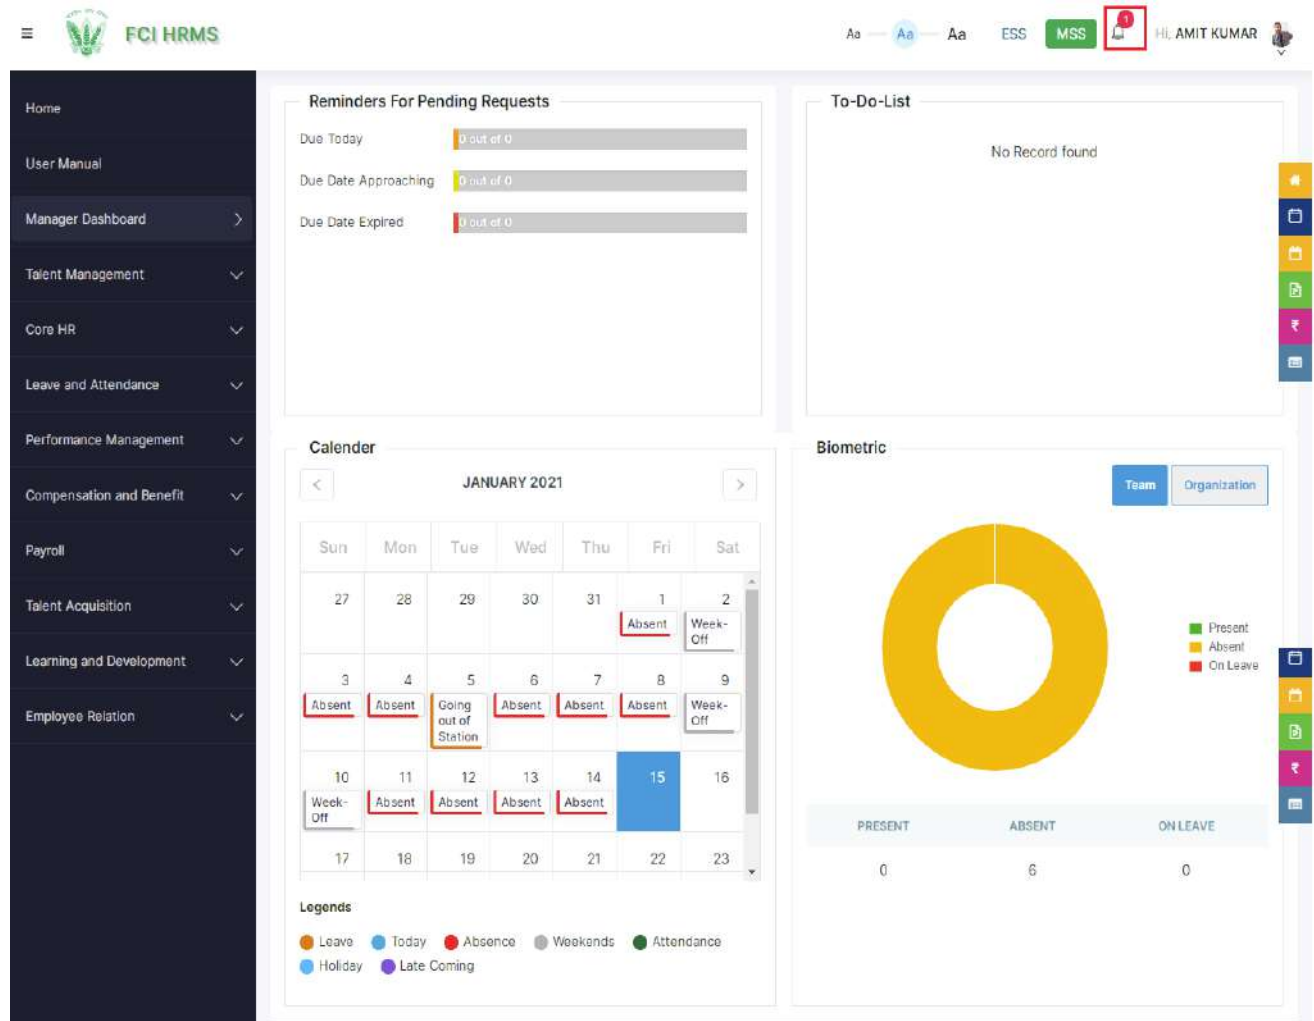 FCI HRMS
Aa Aa Aa ESS MSS 1 Hi, AMIT KUMAR
Home
User Manual
Manager Dashboard
Talent Management
Core HR
Leave and Attendance
Performance Management
Compensation and Benefit
Payroll
Talent Acquisition
Learning and Development
Employee Relation
Reminders For Pending Requests
Due Today 0 out of 0
Due Date Approaching 0 out of 0
Due Date Expired 0 out of 0
To-Do-List
No Record found
Calender
< JANUARY 2021 >
Sun Mon Tue Wed Thu Fri Sat
27 28 29 30 31 1 2
Absent Week-
Off
3 4 5 6 7 8 9
Absent Absent Going Absent Absent Absent Week-
out of Off
Station
10 11 12 13 14 15 16
Week- Absent Absent Absent Absent
Off
17 18 19 20 21 22 23
Legends
Leave Today Absence Weekends Attendance
Holiday Late Coming
Biometric
Team Organization
Present
Absent
On Leave
PRESENT ABSENT ON LEAVE
0 6 0
₹
₹